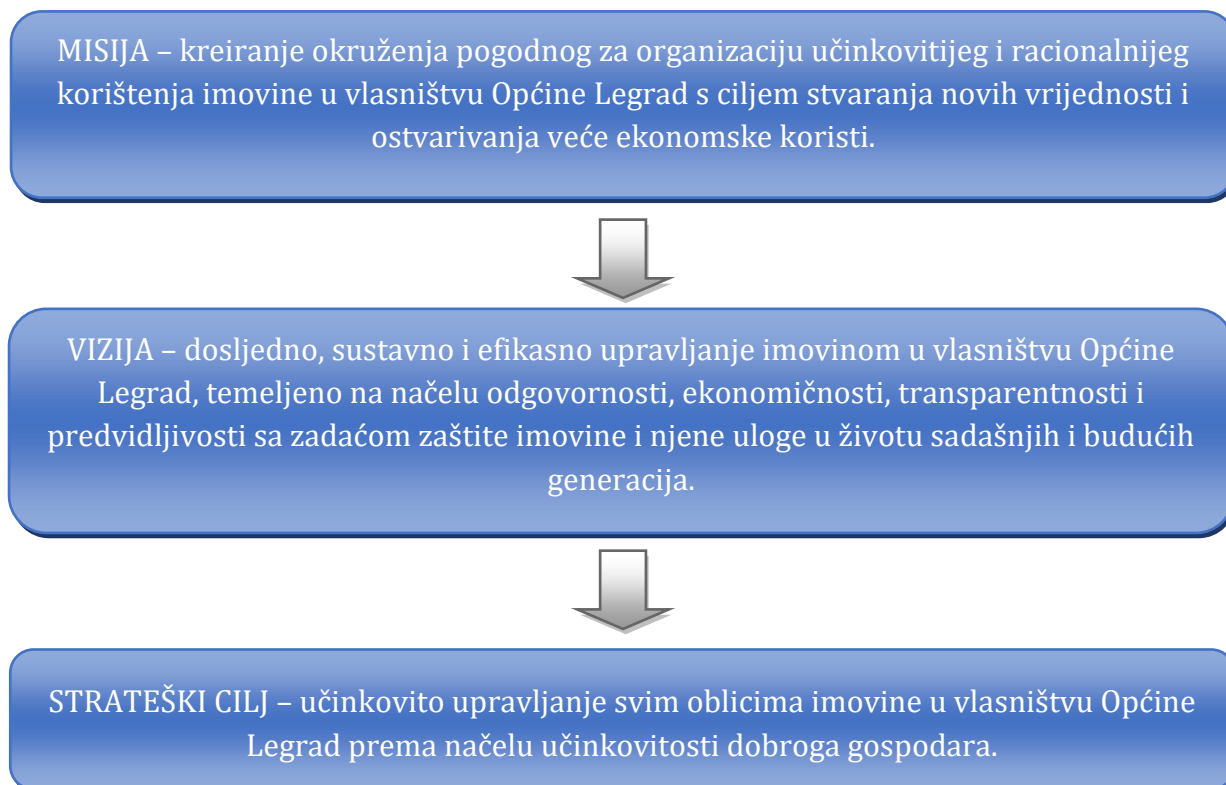 MISIJA – kreiranje okruženja pogodnog za organizaciju učinkovitijeg i racionalnijeg
korištenja imovine u vlasništvu Općine Legrad s ciljem stvaranja novih vrijednosti i
ostvarivanja veće ekonomske koristi.
VIZIJA – dosljedno, sustavno i efikasno upravljanje imovinom u vlasništvu Općine
Legrad, temeljeno na načelu odgovornosti, ekonomičnosti, transparentnosti i
predvidljivosti sa zadaćom zaštite imovine i njene uloge u životu sadašnjih i budućih
generacija.
STRATEŠKI CILJ – učinkovito upravljanje svim oblicima imovine u vlasništvu Općine
Legrad prema načelu učinkovitosti dobroga gospodara.